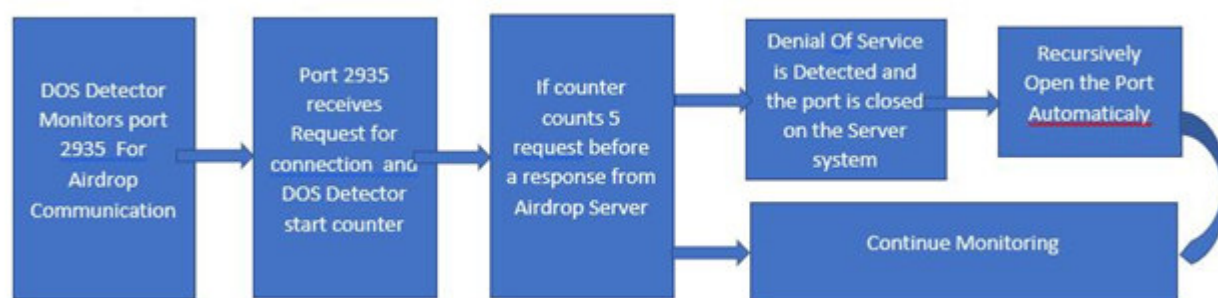 DOS Detector
Monitors port
2935 For
Airdrop
Communication
Port 2935
receives
Request for
connection and
DOS Detector
start counter
If counter
counts 5
request before
a response from
Airdrop Server
Denial Of Service
is Detected and
the port is closed
on the Server
system
Recursively
Open the Port
Automaticaly
Continue Monitoring